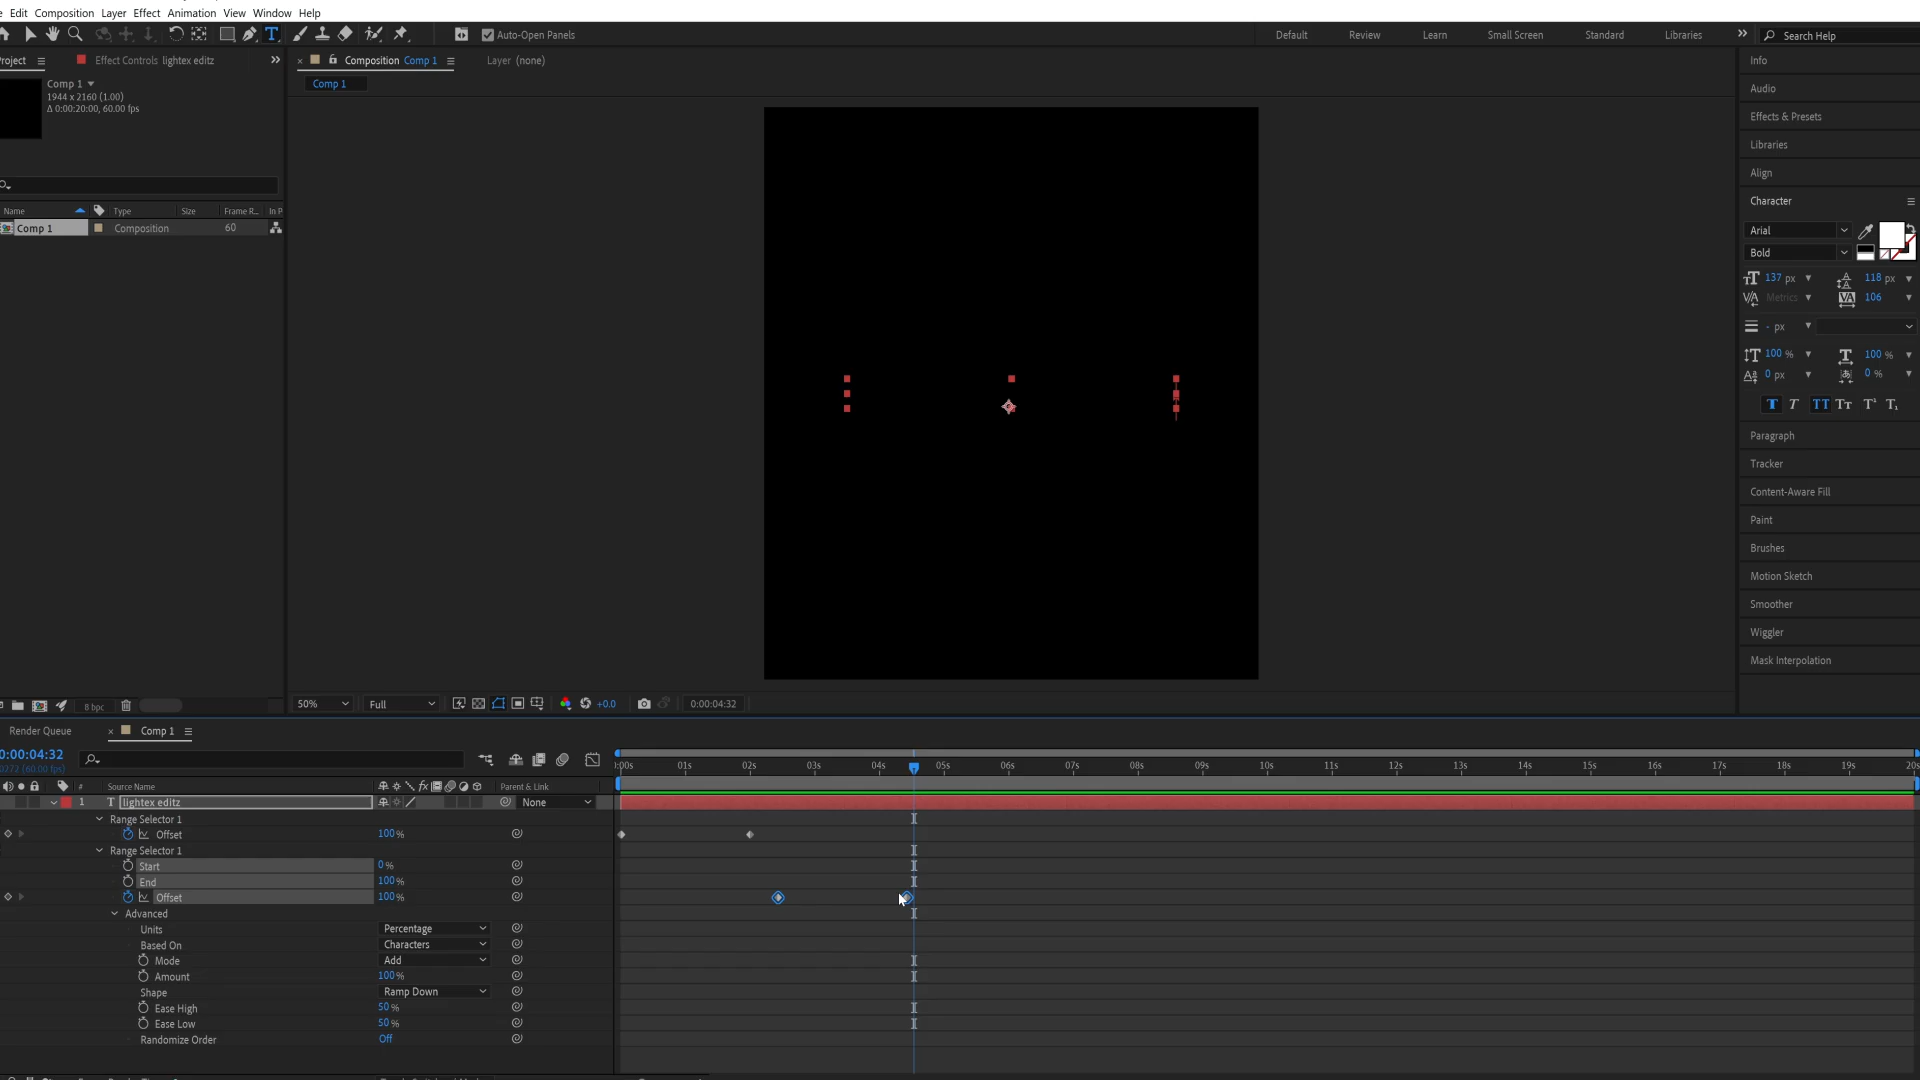 Edit Composition Layer Effect Animation View Window Help
Auto-Open Panels
Default Review Learn Small Screen Standard Libraries
Search Help
Project
Effect Controls lightex editz
Composition Comp 1
Layer (none)
Comp 1
1944 x 2160 (1.00)
Δ 0:00:20:00, 60.00 fps
Comp 1
Name Type Size Frame R... In P
Comp 1 Composition 60
8 bpc
50% Full +0.0 0:00:04:32
Info
Audio
Effects & Presets
Libraries
Align
Character
Arial
Bold
137 px 118 px
Metrics 106
- px
100 % 100 %
0 px 0 %
Paragraph
Tracker
Content-Aware Fill
Paint
Brushes
Motion Sketch
Smoother
Wiggler
Mask Interpolation
Render Queue Comp 1
0:00:04:32
(60.00 fps)
:00s 01s 02s 03s 04s 05s 06s 07s 08s 09s 10s 11s 12s 13s 14s 15s 16s 17s 18s 19s 20s
# Source Name Parent & Link
1 T lightex editz None
Range Selector 1
Offset 100%
Range Selector 1
Start 0%
End 100%
Offset 100%
Advanced
Units Percentage
Based On Characters
Mode Add
Amount 100%
Shape Ramp Down
Ease High 50%
Ease Low 50%
Randomize Order Off